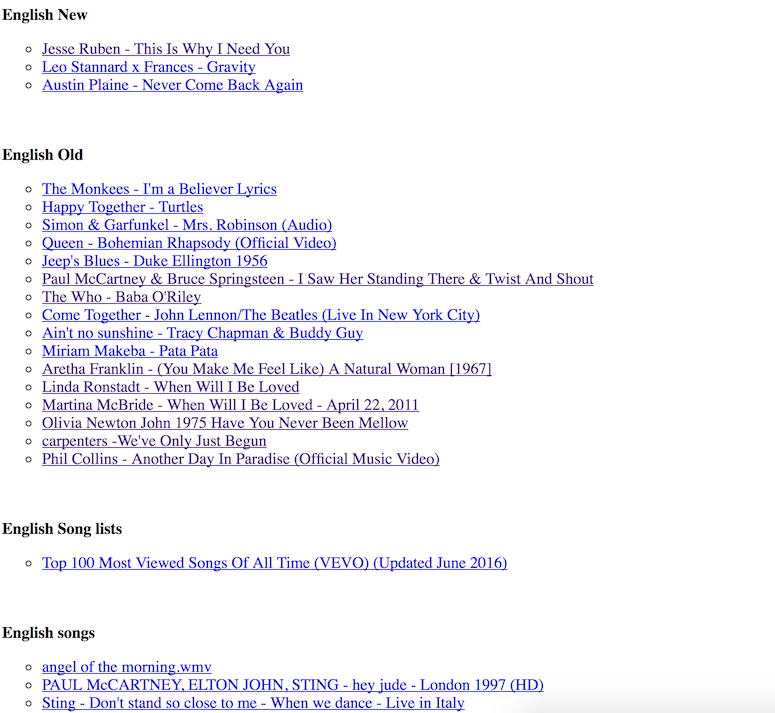 English New
Jesse Ruben - This Is Why I Need You
Leo Stannard x Frances - Gravity
Austin Plaine - Never Come Back Again
English Old
The Monkees - I'm a Believer Lyrics
Happy Together - Turtles
Simon & Garfunkel - Mrs. Robinson (Audio)
Queen - Bohemian Rhapsody (Official Video)
Jeep's Blues - Duke Ellington 1956
Paul McCartney & Bruce Springsteen - I Saw Her Standing There & Twist And Shout
The Who - Baba O'Riley
Come Together - John Lennon/The Beatles (Live In New York City)
Ain't no sunshine - Tracy Chapman & Buddy Guy
Miriam Makeba - Pata Pata
Aretha Franklin - (You Make Me Feel Like) A Natural Woman [1967]
Linda Ronstadt - When Will I Be Loved
Martina McBride - When Will I Be Loved - April 22, 2011
Olivia Newton John 1975 Have You Never Been Mellow
carpenters -We've Only Just Begun
Phil Collins - Another Day In Paradise (Official Music Video)
English Song lists
Top 100 Most Viewed Songs Of All Time (VEVO) (Updated June 2016)
English songs
angel of the morning.wmv
PAUL McCARTNEY, ELTON JOHN, STING - hey jude - London 1997 (HD)
Sting - Don't stand so close to me - When we dance - Live in Italy